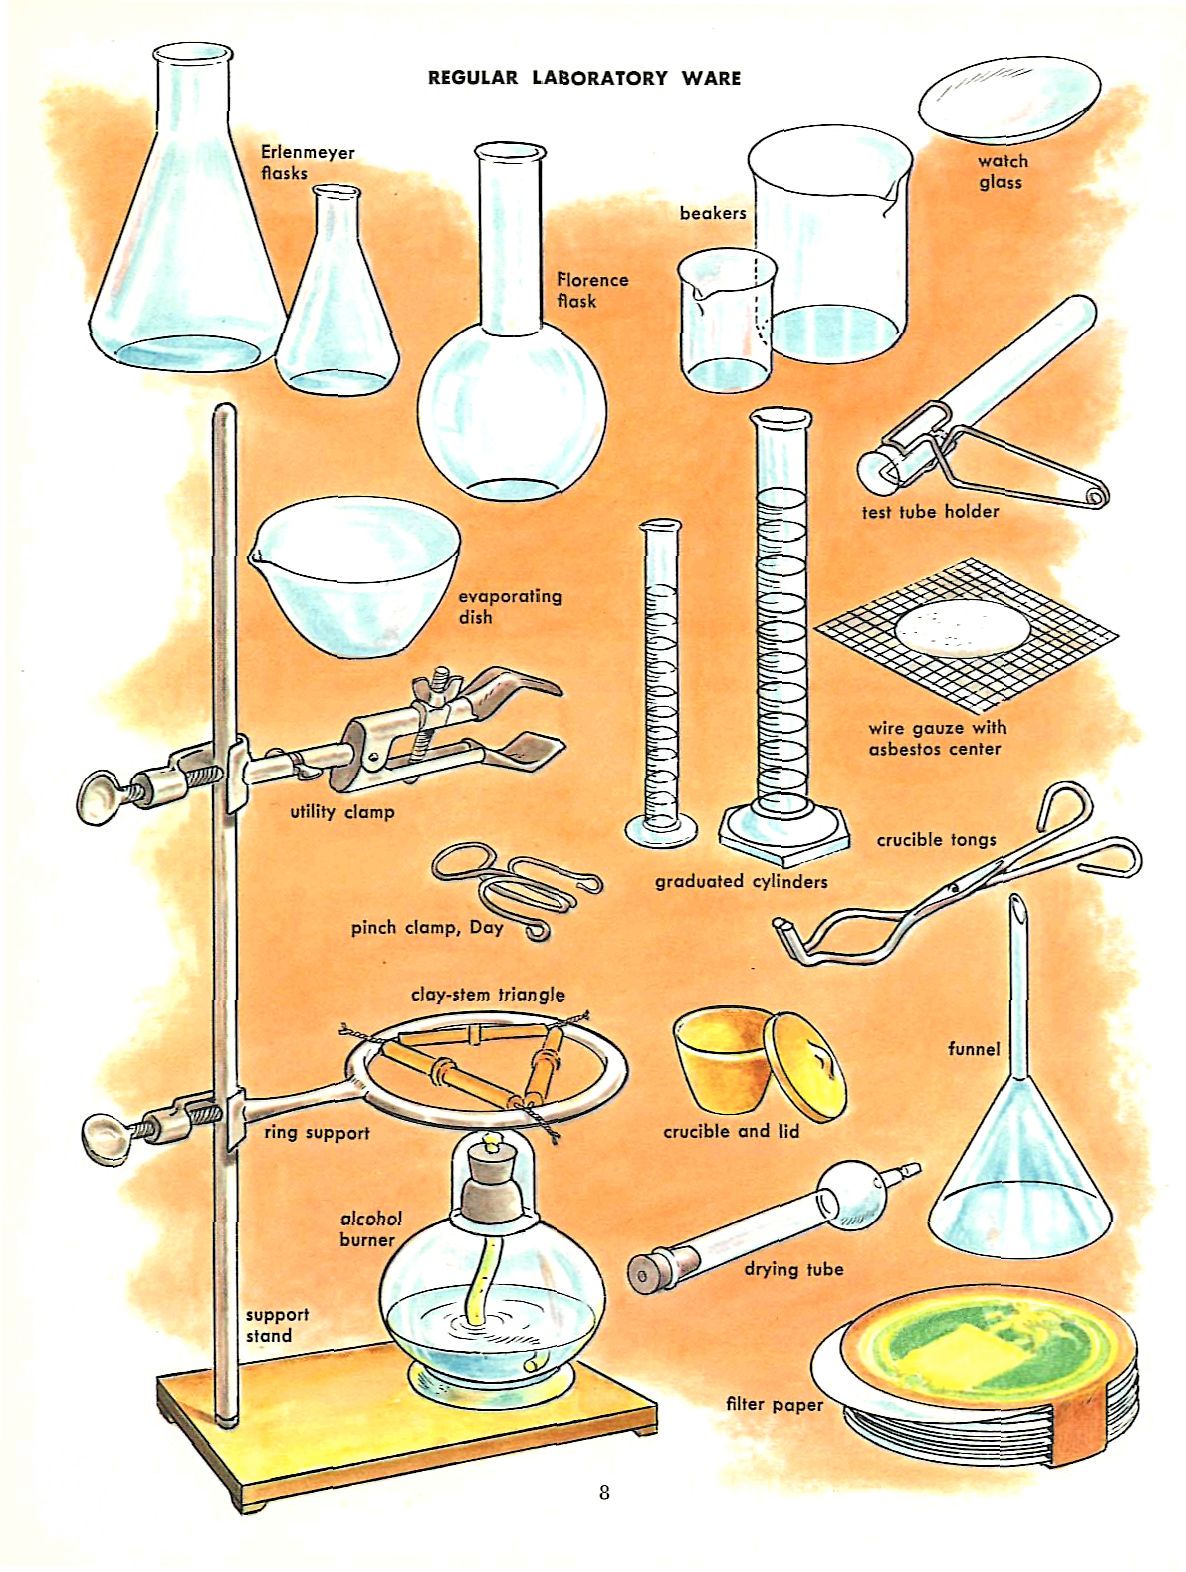 REGULAR LABORATORY WARE
Erlenmeyer
flasks
watch
glass
beakers
Florence
flask
test tube holder
evaporating
dish
wire gauze with
asbestos center
utility clamp
crucible tongs
graduated cylinders
pinch clamp, Day
clay-stem triangle
funnel
ring support
crucible and lid
alcohol
burner
drying tube
support
stand
filter paper
8